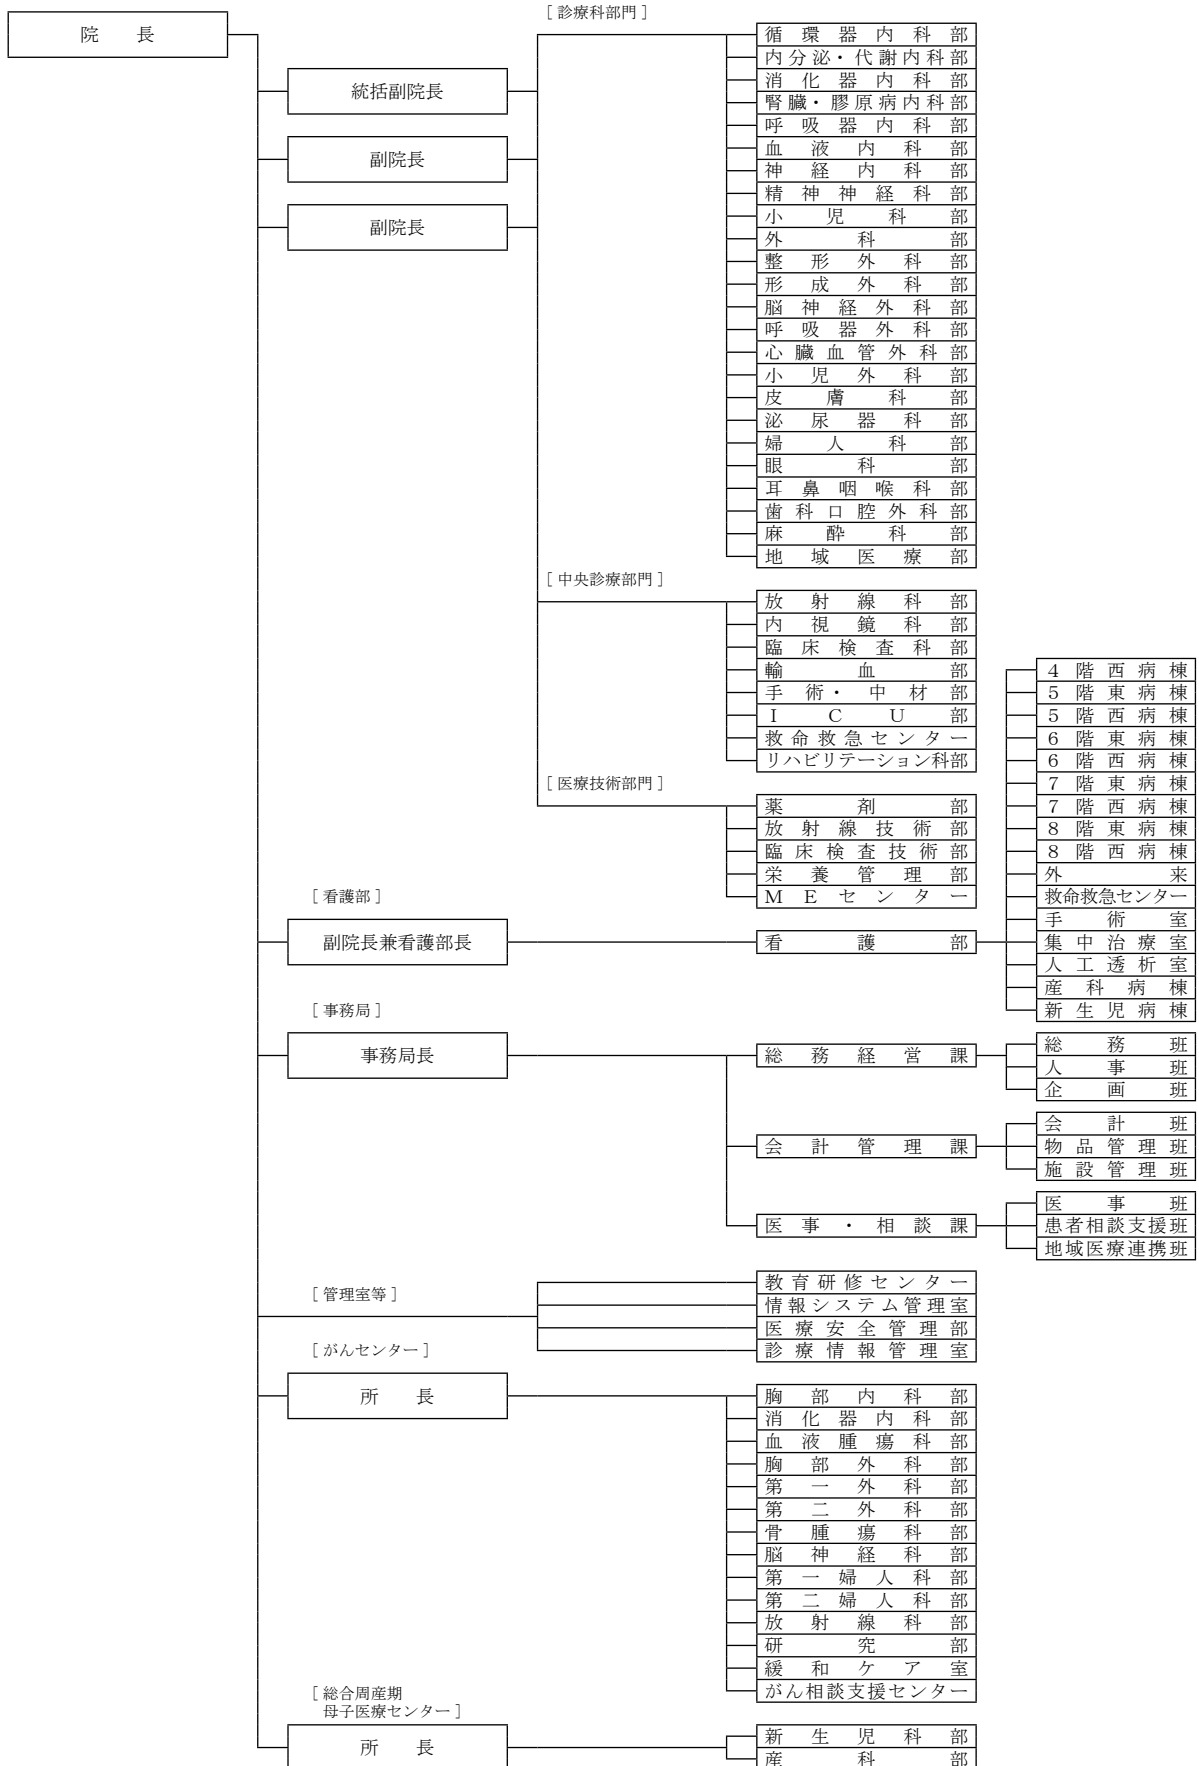 院長
[ 診療科部門 ]
統括副院長
副院長
副院長
循環器内科部
内分泌・代謝内科部
消化器内科部
腎臓・膠原病内科部
呼吸器内科部
血液内科部
神経内科部
精神神経科部
小児科部
外科部
整形外科部
形成外科部
脳神経外科部
呼吸器外科部
心臓血管外科部
小児外科部
皮膚科部
泌尿器科部
婦人科部
眼科部
耳鼻咽喉科部
歯科口腔外科部
麻酔科部
地域医療部
[ 中央診療部門 ]
放射線科部
内視鏡科部
臨床検査科部
輸血部
手術・中材部
ICU部
救命救急センター
リハビリテーション科部
[ 医療技術部門 ]
薬剤部
放射線技術部
臨床検査技術部
栄養管理部
MEセンター
[ 看護部 ]
副院長兼看護部長
看護部
4階西病棟
5階東病棟
5階西病棟
6階東病棟
6階西病棟
7階東病棟
7階西病棟
8階東病棟
8階西病棟
外来
救命救急センター
手術室
集中治療室
人工透析室
産科病棟
新生児病棟
[ 事務局 ]
事務局長
総務経営課
総務班
人事班
企画班
会計管理課
会計班
物品管理班
施設管理班
医事・相談課
医事班
患者相談支援班
地域医療連携班
[ 管理室等 ]
教育研修センター
情報システム管理室
医療安全管理部
診療情報管理室
[ がんセンター ]
所長
胸部内科部
消化器内科部
血液腫瘍科部
胸部外科部
第一外科部
第二外科部
骨腫瘍科部
脳神経科部
第一婦人科部
第二婦人科部
放射線科部
研究部
緩和ケア室
がん相談支援センター
[ 総合周産期
母子医療センター ]
所長
新生児科部
産科部